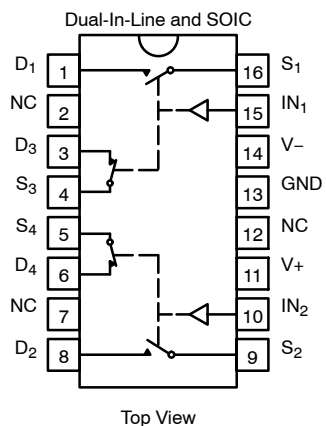 Dual-In-Line and SOIC
D1 1 16 S1
NC 2 15 IN1
D3 3 14 V−
S3 4 13 GND
S4 5 12 NC
D4 6 11 V+
NC 7 10 IN2
D2 8 9 S2
Top View